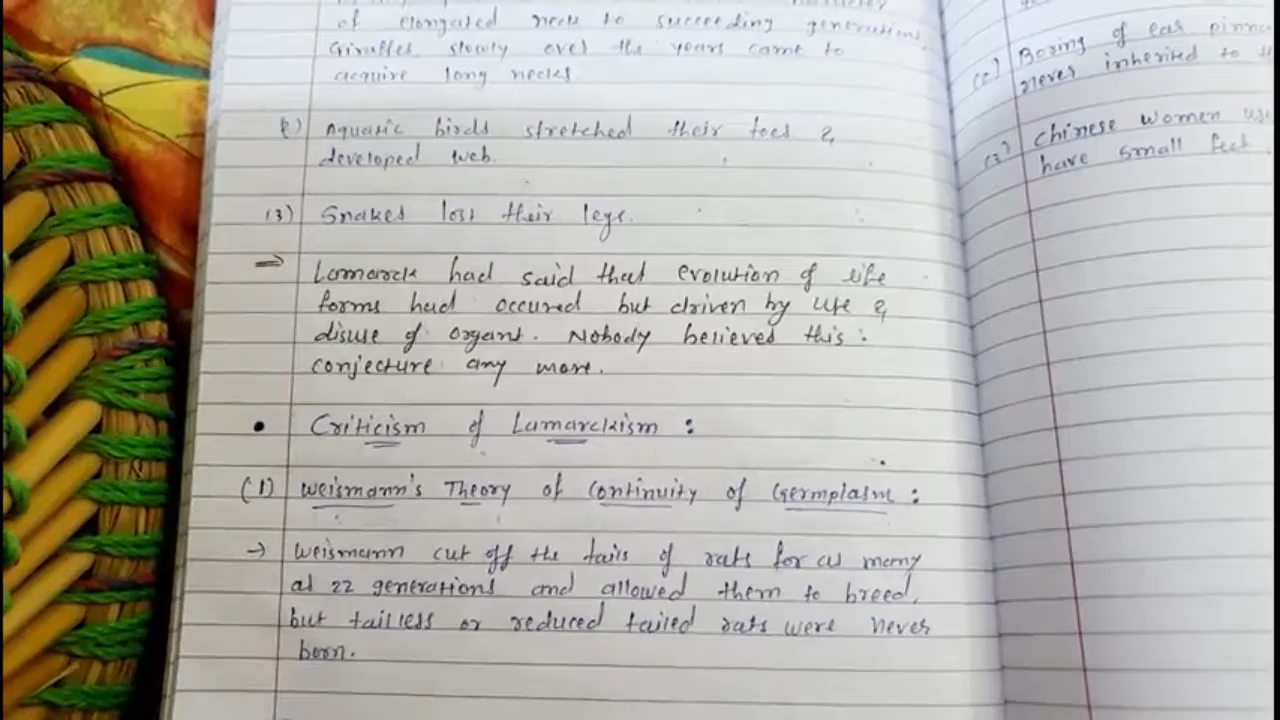 of elongated neck to succeeding generations.
Giraffes slowly over the years came to
acquire long necks
(2) Aquatic birds stretched their toes &
developed web.
(3) Snakes loss their legs.
⇒ Lamarck had said that evolution of life
forms had occured but driven by use &
disuse of organs. Nobody believed this
conjecture any more.
• Criticism of Lamarckism :
(1) Weismann's Theory of Continuity of Germplasm :
→ Weismann cut off the tails of rats for as many
as 22 generations and allowed them to breed,
but tailless or reduced tailed rats were never
born.
(2) Boring of ear pinna
never inherited to
(3) Chinese women
have small feet